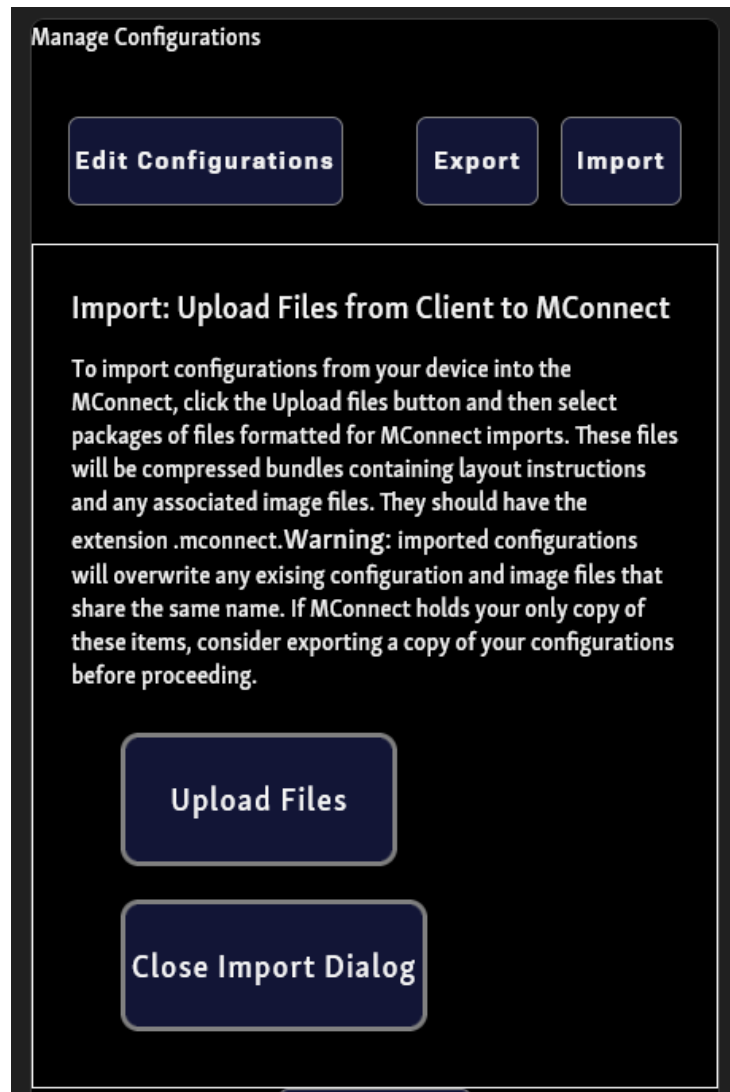 Manage Configurations
Edit Configurations Export Import
Import: Upload Files from Client to MConnect
To import configurations from your device into the
MConnect, click the Upload files button and then select
packages of files formatted for MConnect imports. These files
will be compressed bundles containing layout instructions
and any associated image files. They should have the
extension .mconnect.Warning: imported configurations
will overwrite any exising configuration and image files that
share the same name. If MConnect holds your only copy of
these items, consider exporting a copy of your configurations
before proceeding.
Upload Files
Close Import Dialog